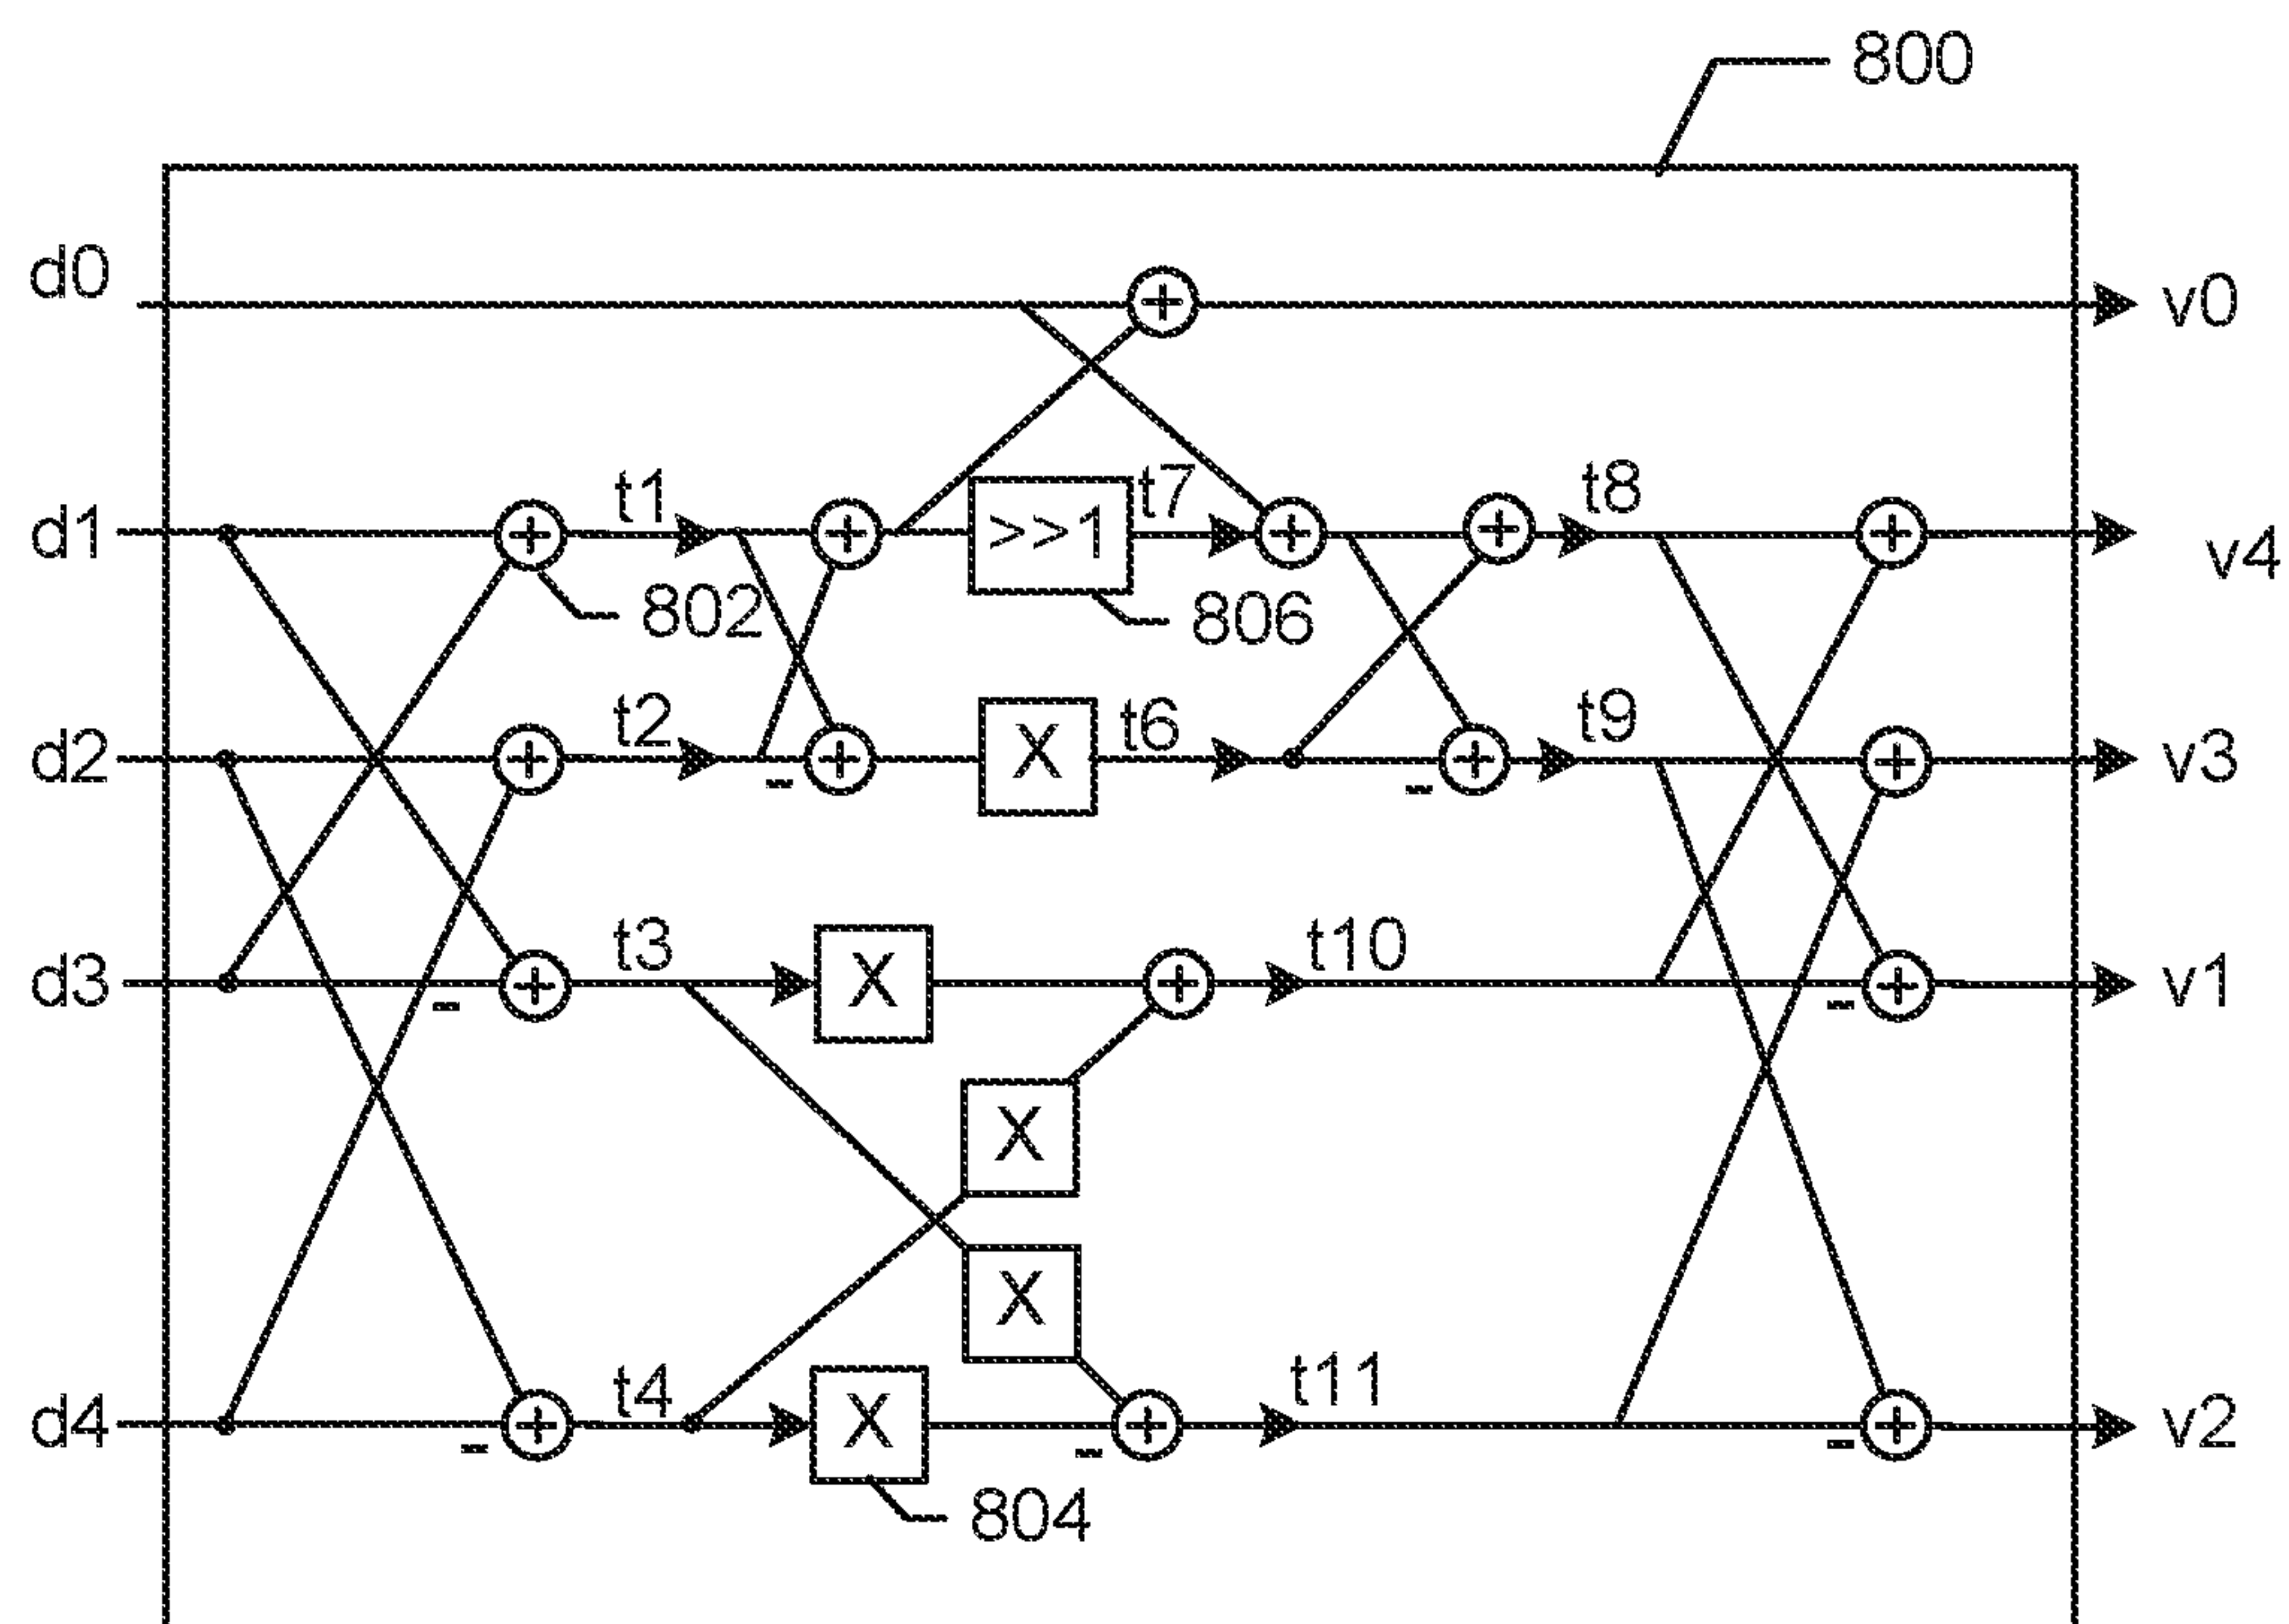 800
d0
+
v0
d1
+
t1
+
>>1
t7
+
+
t8
+
v4
802
806
d2
+
t2
-
+
X
t6
-
+
t9
+
v3
d3
-
+
t3
X
+
t10
-
+
v1
X
X
d4
-
+
t4
X
-
+
t11
-
+
v2
804